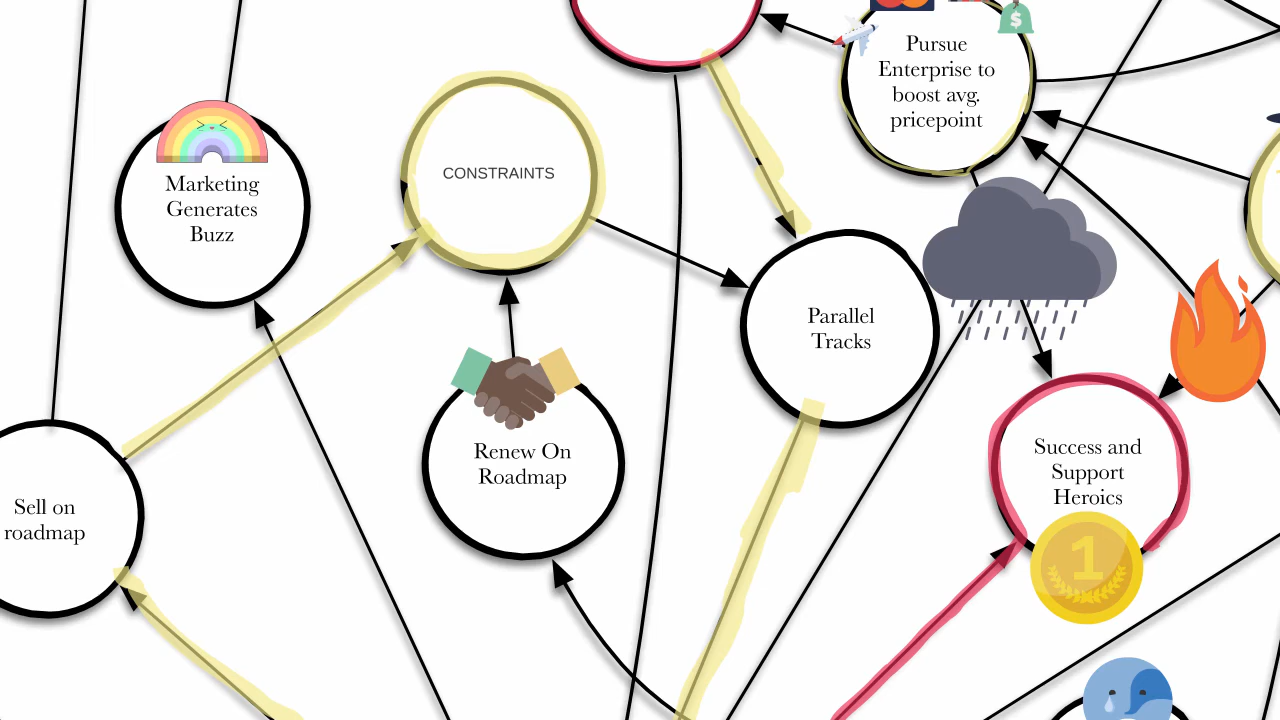 Pursue
Enterprise to
boost avg.
pricepoint
CONSTRAINTS
Marketing
Generates
Buzz
Parallel
Tracks
Renew On
Roadmap
Success and
Support
Heroics
Sell on
roadmap
1
$